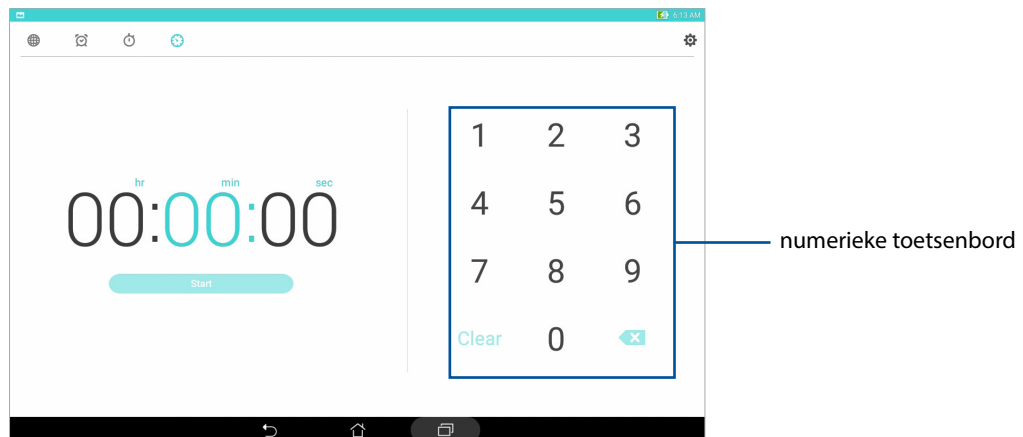 6:13 AM
hr min sec
00:00:00
Start
1 2 3
4 5 6
7 8 9
Clear 0
numerieke toetsenbord